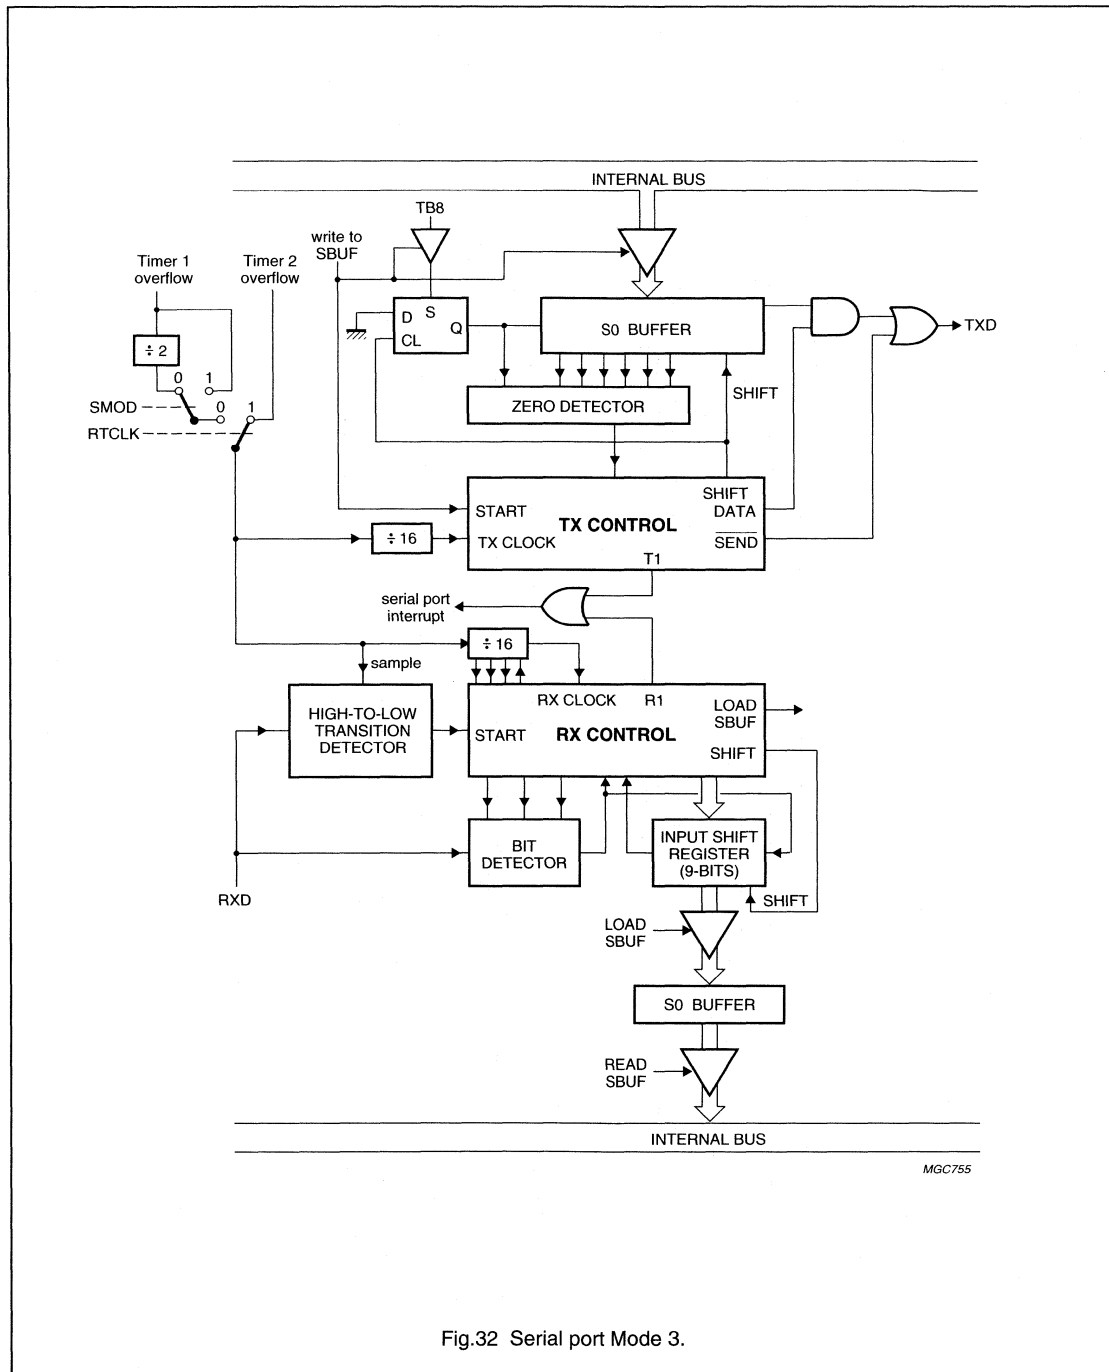 INTERNAL BUS
TB8
write to
SBUF
Timer 1
overflow
Timer 2
overflow
D
S
Q
CL
S0 BUFFER
TXD
÷ 2
0
1
SMOD
0
1
RTCLK
ZERO DETECTOR
SHIFT
START
TX CONTROL
SHIFT
DATA
÷ 16
TX CLOCK
SEND
T1
serial port
interrupt
÷ 16
sample
HIGH-TO-LOW
TRANSITION
DETECTOR
RX CLOCK
R1
LOAD
SBUF
START
RX CONTROL
SHIFT
BIT
DETECTOR
INPUT SHIFT
REGISTER
(9-BITS)
RXD
SHIFT
LOAD
SBUF
S0 BUFFER
READ
SBUF
INTERNAL BUS
MGC755
Fig.32 Serial port Mode 3.